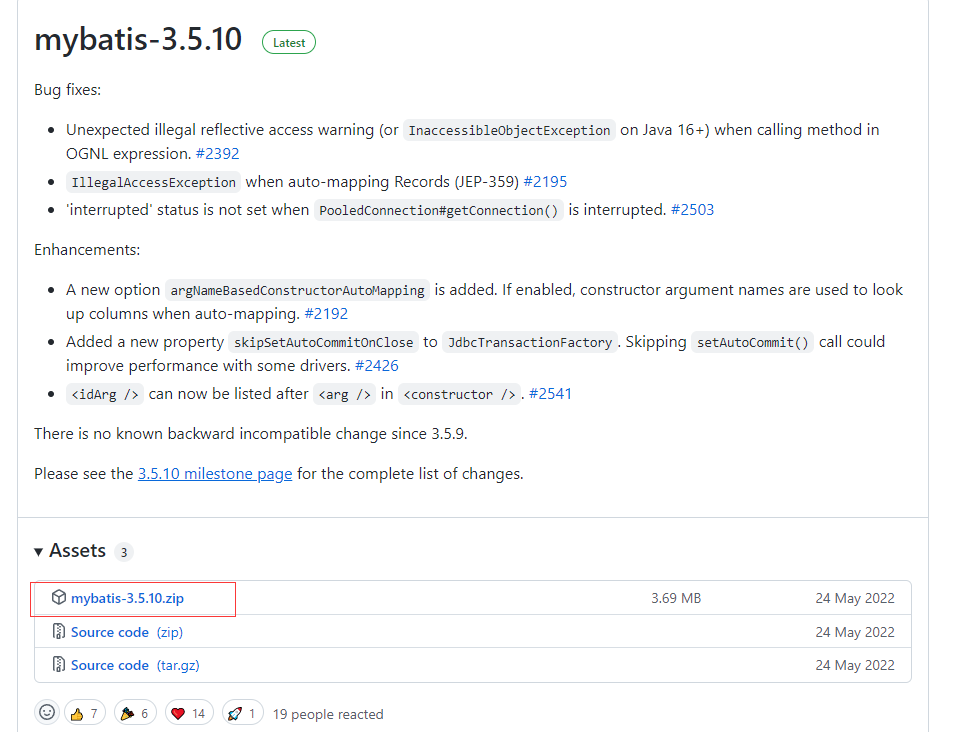 mybatis-3.5.10 Latest
Bug fixes:
Unexpected illegal reflective access warning (or InaccessibleObjectException on Java 16+) when calling method in
OGNL expression. #2392
IllegalAccessException when auto-mapping Records (JEP-359) #2195
'interrupted' status is not set when PooledConnection#getConnection() is interrupted. #2503
Enhancements:
A new option argNameBasedConstructorAutoMapping is added. If enabled, constructor argument names are used to look
up columns when auto-mapping. #2192
Added a new property skipSetAutoCommitOnClose to JdbcTransactionFactory. Skipping setAutoCommit() call could
improve performance with some drivers. #2426
<idArg /> can now be listed after <arg /> in <constructor />. #2541
There is no known backward incompatible change since 3.5.9.
Please see the 3.5.10 milestone page for the complete list of changes.
Assets 3
mybatis-3.5.10.zip 3.69 MB 24 May 2022
Source code (zip) 24 May 2022
Source code (tar.gz) 24 May 2022
7 6 14 1 19 people reacted